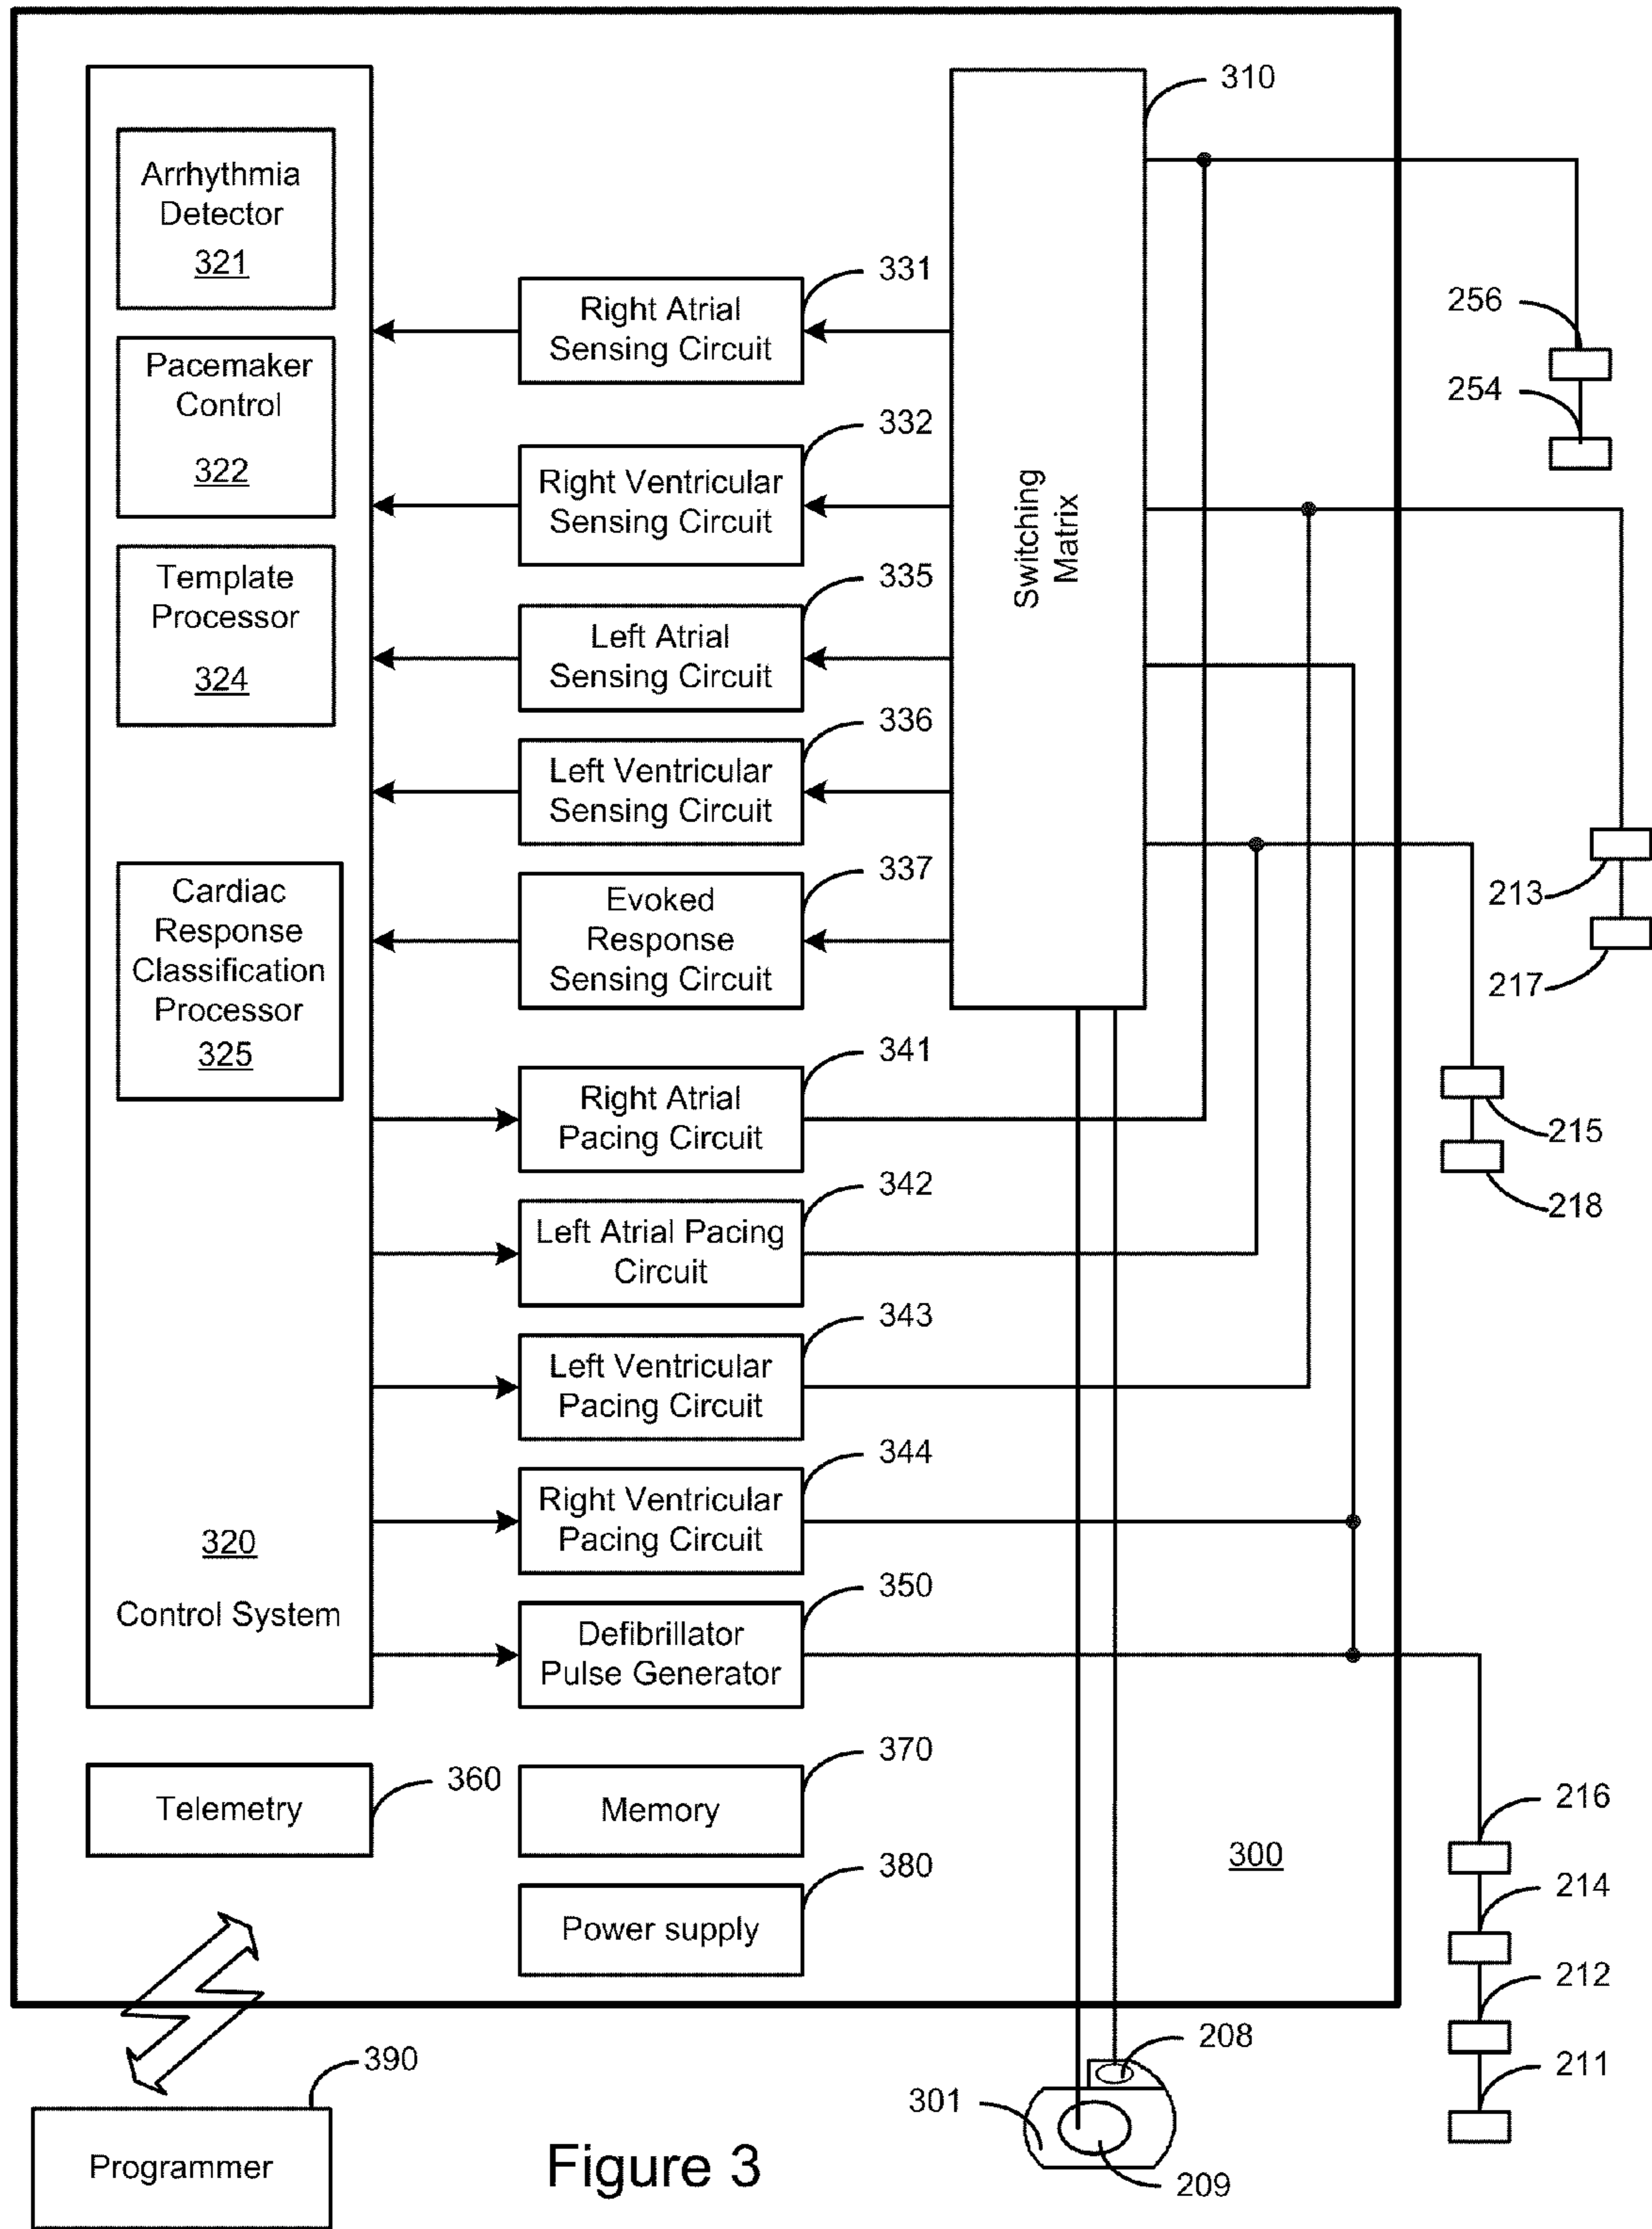 310
Arrhythmia
Detector
321
331
Right Atrial
Sensing Circuit
256
Pacemaker
Control
322
254
332
Right Ventricular
Sensing Circuit
Switching
Matrix
Template
Processor
324
335
Left Atrial
Sensing Circuit
336
Left Ventricular
Sensing Circuit
213
217
Cardiac
Response
Classification
Processor
325
337
Evoked
Response
Sensing Circuit
341
Right Atrial
Pacing Circuit
215
218
342
Left Atrial Pacing
Circuit
343
Left Ventricular
Pacing Circuit
344
Right Ventricular
Pacing Circuit
320
Control System
350
Defibrillator
Pulse Generator
360
Telemetry
370
Memory
216
300
380
Power supply
214
212
208
211
390
301
Programmer
Figure 3
209